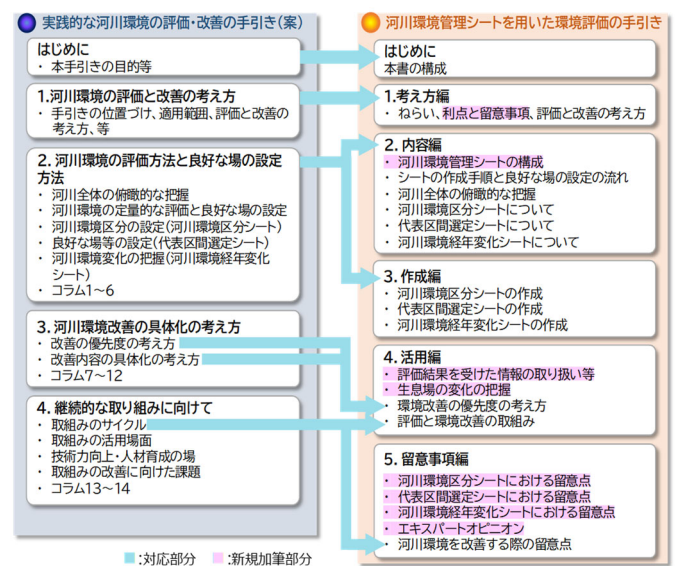 実践的な河川環境の評価・改善の手引き(案)
はじめに
・ 本手引きの目的等
1.河川環境の評価と改善の考え方
・ 手引きの位置づけ、適用範囲、評価と改善の
考え方、等
2. 河川環境の評価方法と良好な場の設定
方法
・ 河川全体の俯瞰的な把握
・ 河川環境の定量的な評価と良好な場の設定
・ 河川環境区分の設定(河川環境区分シート)
・ 良好な場等の設定(代表区間選定シート)
・ 河川環境変化の把握(河川環境経年変化
シート)
・ コラム1~6
3. 河川環境改善の具体化の考え方
・ 改善の優先度の考え方
・ 改善内容の具体化の考え方
・ コラム7~12
4. 継続的な取り組みに向けて
・ 取組みのサイクル
・ 取組みの活用場面
・ 技術力向上・人材育成の場
・ 取組みの改善に向けた課題
・ コラム13~14
河川環境管理シートを用いた環境評価の手引き
はじめに
本書の構成
1.考え方編
・ ねらい、利点と留意事項、評価と改善の考え方
2. 内容編
・ 河川環境管理シートの構成
・ シートの作成手順と良好な場の設定の流れ
・ 河川全体の俯瞰的な把握
・ 河川環境区分シートについて
・ 代表区間選定シートについて
・ 河川環境経年変化シートについて
3. 作成編
・ 河川環境区分シートの作成
・ 代表区間選定シートの作成
・ 河川環境経年変化シートの作成
4. 活用編
・ 評価結果を受けた情報の取り扱い等
・ 生息場の変化の把握
・ 環境改善の優先度の考え方
・ 評価と環境改善の取組み
5. 留意事項編
・ 河川環境区分シートにおける留意点
・ 代表区間選定シートにおける留意点
・ 河川環境経年変化シートにおける留意点
・ エキスパートオピニオン
・ 河川環境を改善する際の留意点
:対応部分 :新規加筆部分